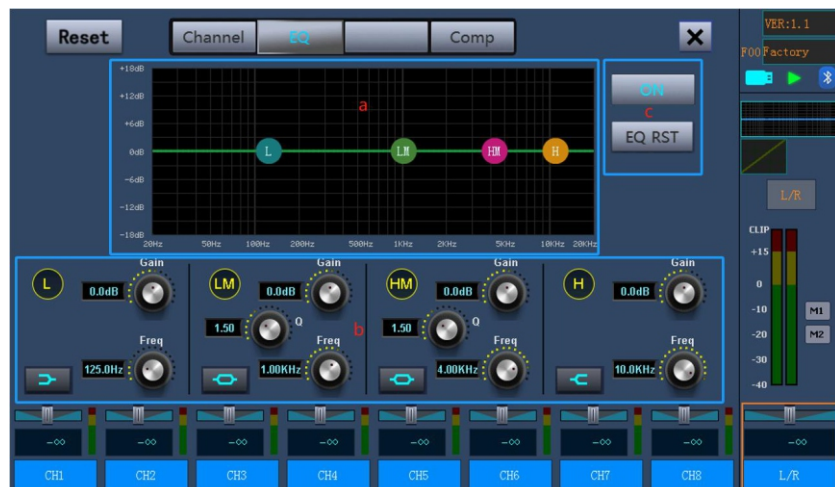 Reset
Channel
EQ
Comp
VER:1.1
F00Factory
+18dB
+12dB
+6dB
0dB
-6dB
-12dB
-18dB
20Hz 50Hz 100Hz 200Hz 500Hz 1KHz 2KHz 5KHz 10KHz 20KHz
a
L
LM
HM
H
ON
c
EQ RST
L/R
CLIP
+15
0
-10
-20
-30
-40
M1
M2
L
Gain
0.0dB
Freq
125.0Hz
LM
Gain
0.0dB
1.50
Q
Freq
1.00KHz
b
HM
Gain
0.0dB
1.50
Q
Freq
4.00KHz
H
Gain
0.0dB
Freq
10.0KHz
-∞ -∞ -∞ -∞ -∞ -∞ -∞ -∞ -∞
CH1 CH2 CH3 CH4 CH5 CH6 CH7 CH8 L/R